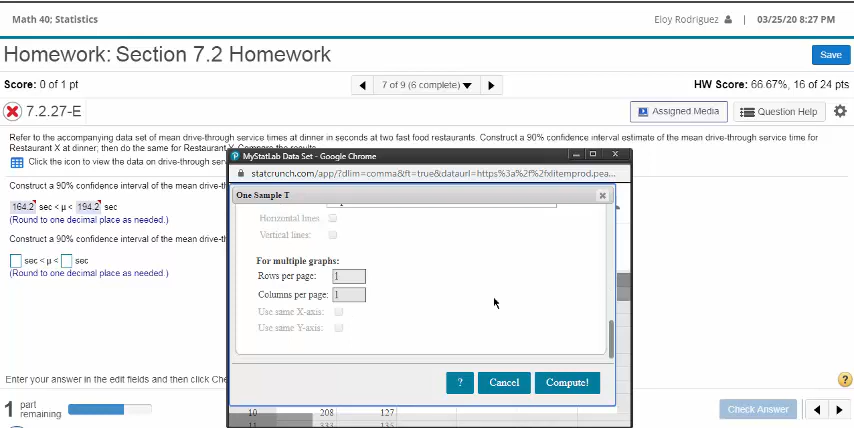 Math 40: Statistics
Eloy Rodriguez | 03/25/20 8:27 PM
Homework: Section 7.2 Homework
Save
Score: 0 of 1 pt
7 of 9 (6 complete)
HW Score: 66.67%, 16 of 24 pts
7.2.27-E
Assigned Media
Question Help
Refer to the accompanying data set of mean drive-through service times at dinner in seconds at two fast food restaurants. Construct a 90% confidence interval estimate of the mean drive-through service time for
Restaurant X at dinner; then do the same for Restaurant Y. Compare the results.
Click the icon to view the data on drive-through ser
MyStatLab Data Set - Google Chrome
statcrunch.com/app/?dlim=comma&ft=true&dataurl=https%3a%2f%2fxlitemprod.pea...
One Sample T
Construct a 90% confidence interval of the mean drive-th
164.2 sec < μ < 194.2 sec
(Round to one decimal place as needed.)
Construct a 90% confidence interval of the mean drive-th
sec < μ < sec
(Round to one decimal place as needed.)
Horizontal lines
Vertical lines:
For multiple graphs:
Rows per page: 1
Columns per page: 1
Use same X-axis:
Use same Y-axis:
? Cancel Compute!
Enter your answer in the edit fields and then click Che
?
1 part remaining
Check Answer
10 208 127
11 333 135